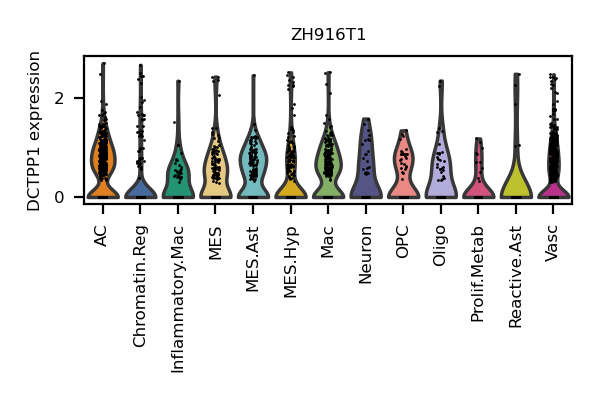 ZH916T1
DCTPP1 expression
2
0
AC
Chromatin.Reg
Inflammatory.Mac
MES
MES.Ast
MES.Hyp
Mac
Neuron
OPC
Oligo
Prolif.Metab
Reactive.Ast
Vasc